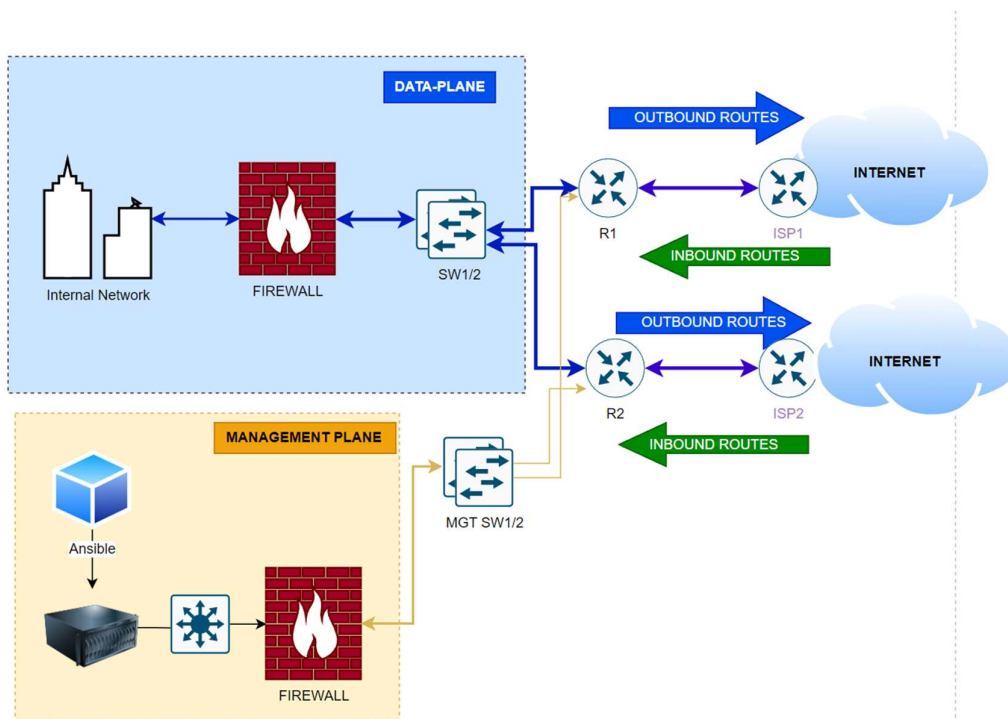 DATA-PLANE
OUTBOUND ROUTES
INTERNET
R1
ISP1
Internal Network
FIREWALL
SW1/2
INBOUND ROUTES
OUTBOUND ROUTES
INTERNET
R2
ISP2
MANAGEMENT PLANE
INBOUND ROUTES
MGT SW1/2
Ansible
FIREWALL